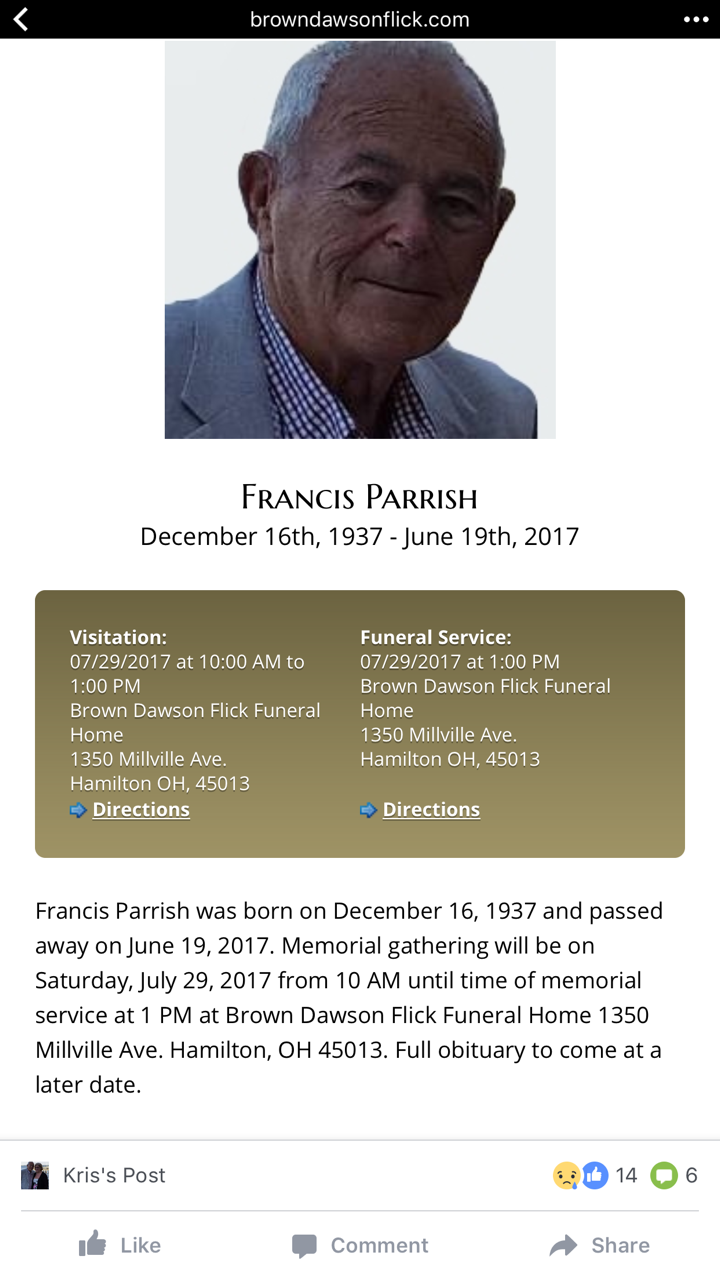 browndawsonflick.com
Francis Parrish
December 16th, 1937 - June 19th, 2017
Visitation:
07/29/2017 at 10:00 AM to
1:00 PM
Brown Dawson Flick Funeral
Home
1350 Millville Ave.
Hamilton OH, 45013
Directions
Funeral Service:
07/29/2017 at 1:00 PM
Brown Dawson Flick Funeral
Home
1350 Millville Ave.
Hamilton OH, 45013
Directions
Francis Parrish was born on December 16, 1937 and passed
away on June 19, 2017. Memorial gathering will be on
Saturday, July 29, 2017 from 10 AM until time of memorial
service at 1 PM at Brown Dawson Flick Funeral Home 1350
Millville Ave. Hamilton, OH 45013. Full obituary to come at a
later date.
Kris's Post 14 6
Like Comment Share